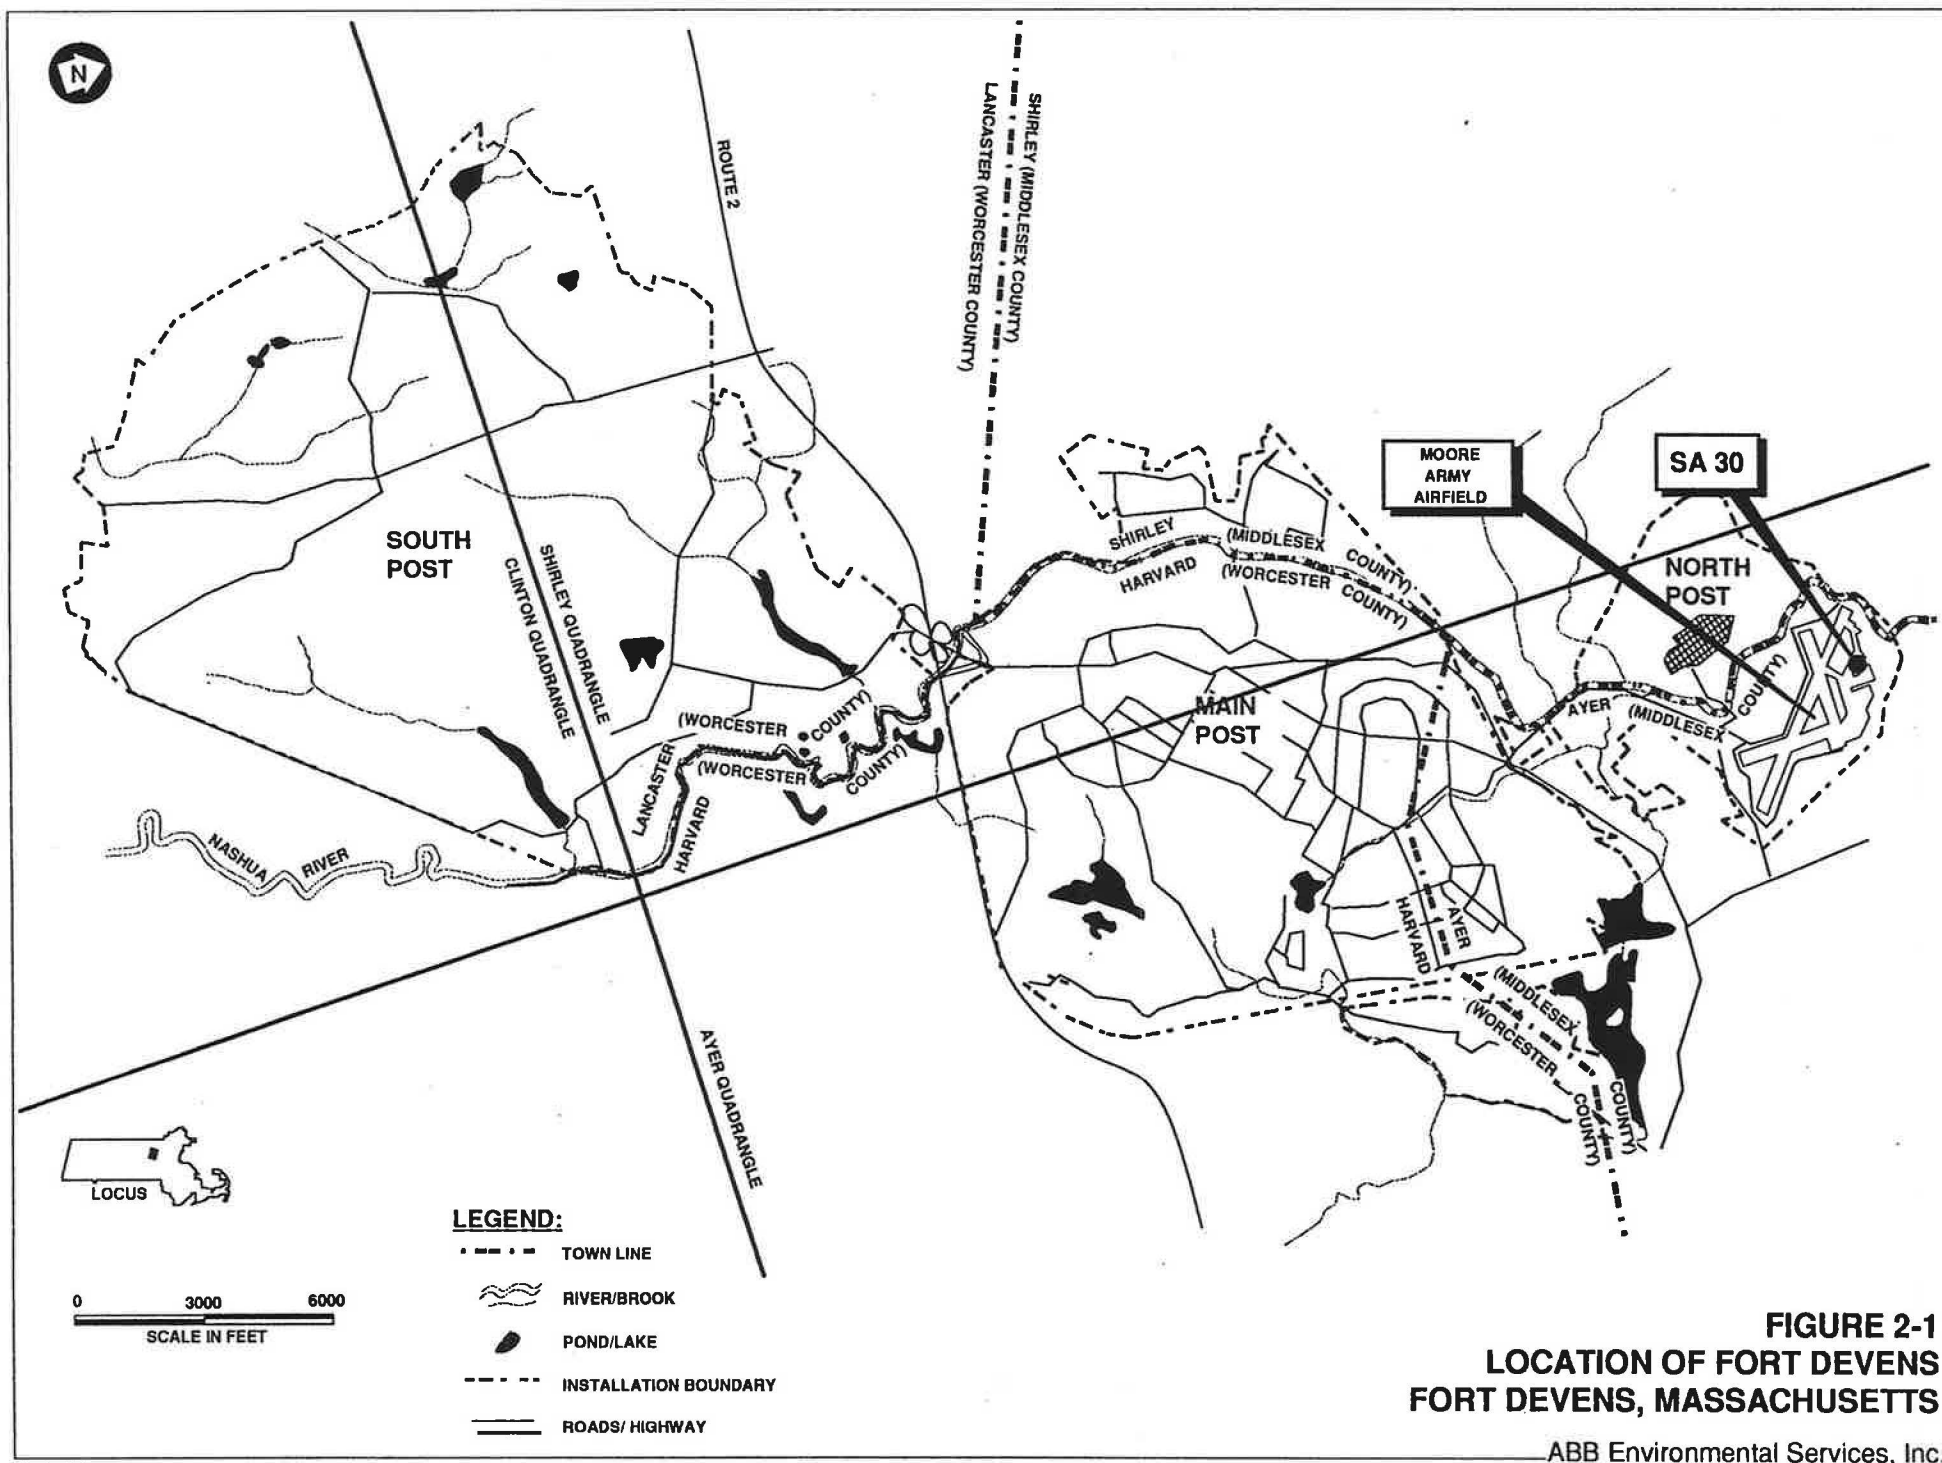 N
ROUTE 2
LANCASTER (WORCESTER COUNTY)
SHIRLEY (MIDDLESEX COUNTY)
MOORE
ARMY
AIRFIELD
SA 30
SOUTH
POST
SHIRLEY QUADRANGLE
CLINTON QUADRANGLE
SHIRLEY
(MIDDLESEX
COUNTY)
HARVARD
(WORCESTER
COUNTY)
NORTH
POST
MAIN
POST
AYER
(MIDDLESEX
COUNTY)
(WORCESTER
COUNTY)
LANCASTER
(WORCESTER
COUNTY)
HARVARD
NASHUA
RIVER
HARVARD
AYER
(MIDDLESEX
COUNTY)
(WORCESTER
COUNTY)
AYER QUADRANGLE
LOCUS
0 3000 6000
SCALE IN FEET
LEGEND:
TOWN LINE
RIVER/BROOK
POND/LAKE
INSTALLATION BOUNDARY
ROADS/ HIGHWAY
FIGURE 2-1
LOCATION OF FORT DEVENS
FORT DEVENS, MASSACHUSETTS
ABB Environmental Services, Inc.